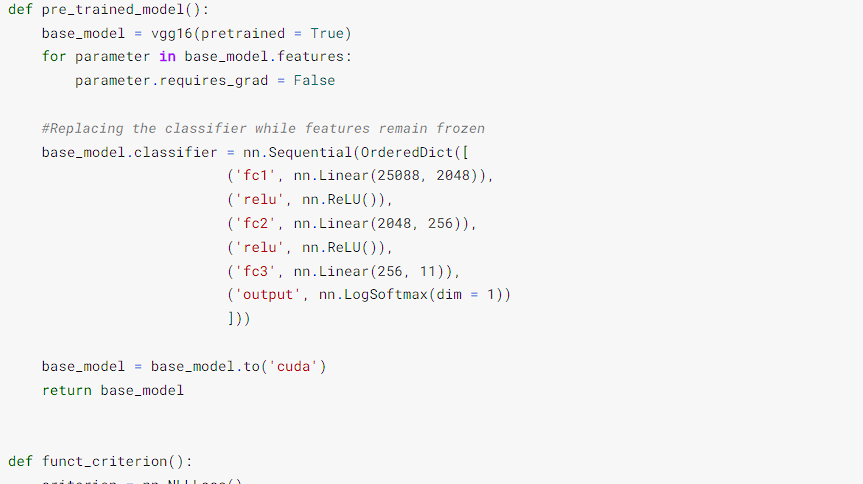 def pre_trained_model():
    base_model = vgg16(pretrained = True)
    for parameter in base_model.features:
        parameter.requires_grad = False
    #Replacing the classifier while features remain frozen
    base_model.classifier = nn.Sequential(OrderedDict([
                          ('fc1', nn.Linear(25088, 2048)),
                          ('relu', nn.ReLU()),
                          ('fc2', nn.Linear(2048, 256)),
                          ('relu', nn.ReLU()),
                          ('fc3', nn.Linear(256, 11)),
                          ('output', nn.LogSoftmax(dim = 1))
                          ]))
    base_model = base_model.to('cuda')
    return base_model
def funct_criterion():
    criterion = nn.NLLLoss()